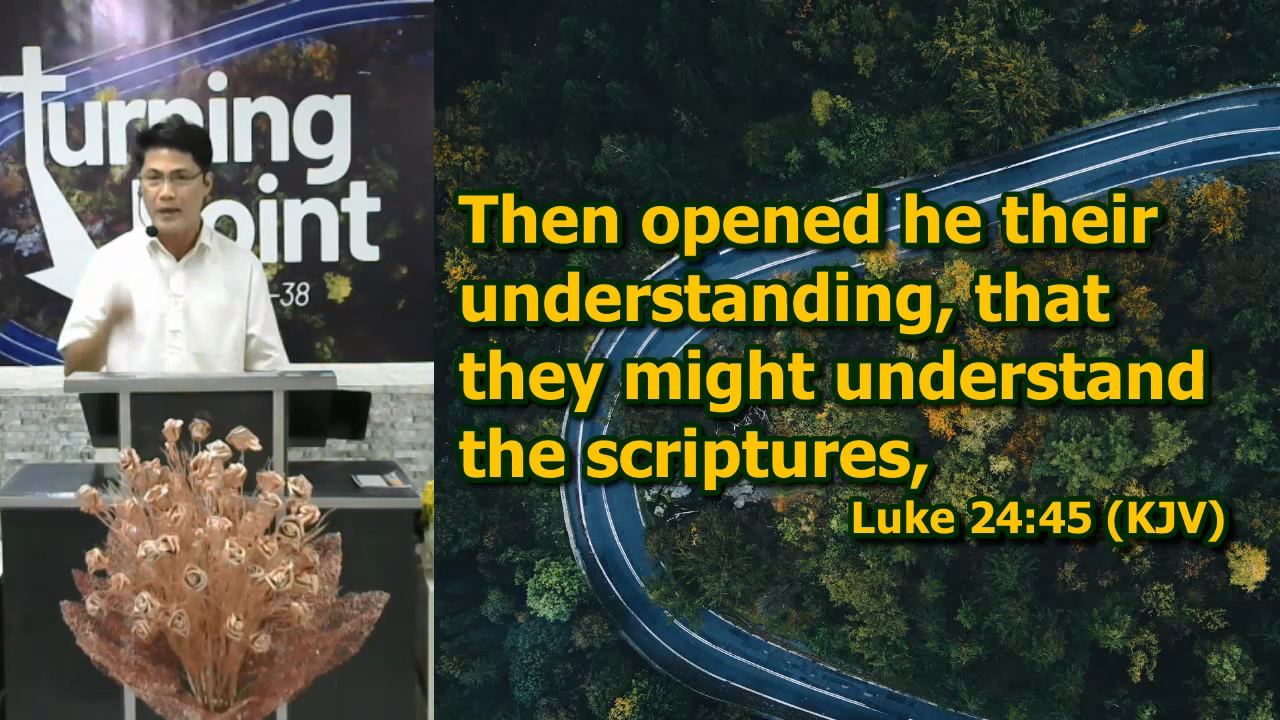 turning
Point
-38
Then opened he their
understanding, that
they might understand
the scriptures,
Luke 24:45 (KJV)